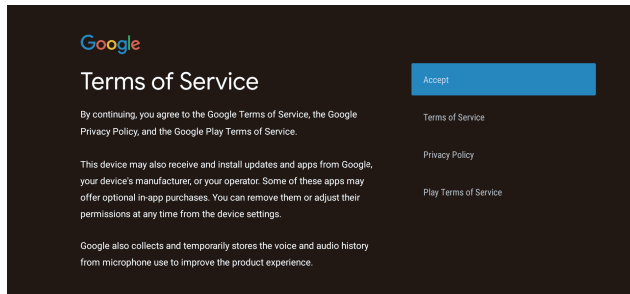 Google
Terms of Service
By continuing, you agree to the Google Terms of Service, the Google
Privacy Policy, and the Google Play Terms of Service.
This device may also receive and install updates and apps from Google,
your device's manufacturer, or your operator. Some of these apps may
offer optional in-app purchases. You can remove them or adjust their
permissions at any time from the device settings.
Google also collects and temporarily stores the voice and audio history
from microphone use to improve the product experience.
Accept
Terms of Service
Privacy Policy
Play Terms of Service